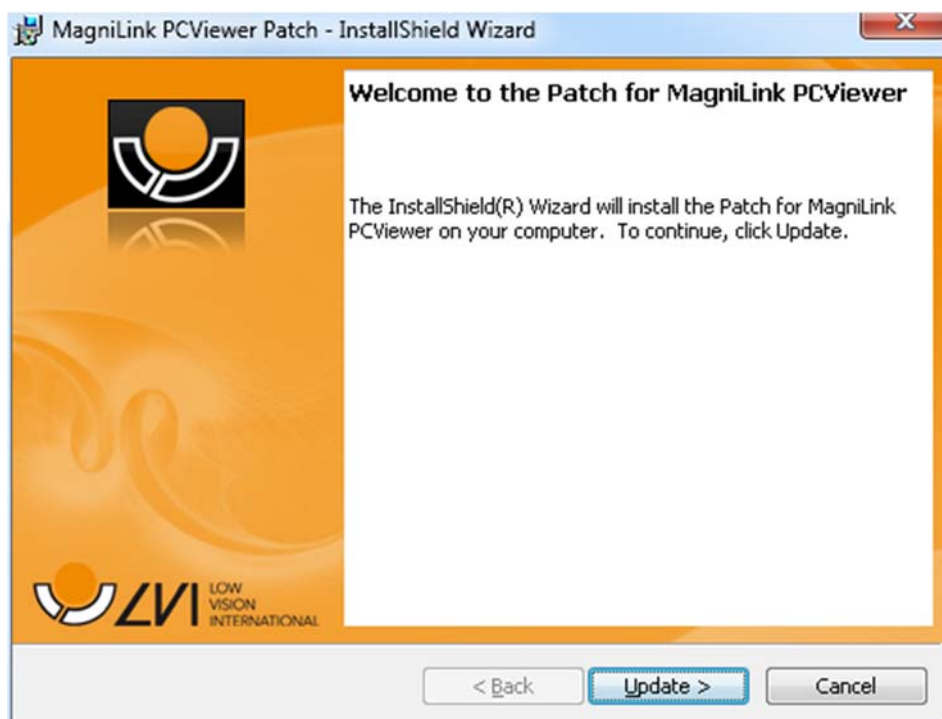 MagniLink PCViewer Patch - InstallShield Wizard
Welcome to the Patch for MagniLink PCViewer
The InstallShield(R) Wizard will install the Patch for MagniLink
PCViewer on your computer. To continue, click Update.
LVI
LOW
VISION
INTERNATIONAL
< Back
Update >
Cancel